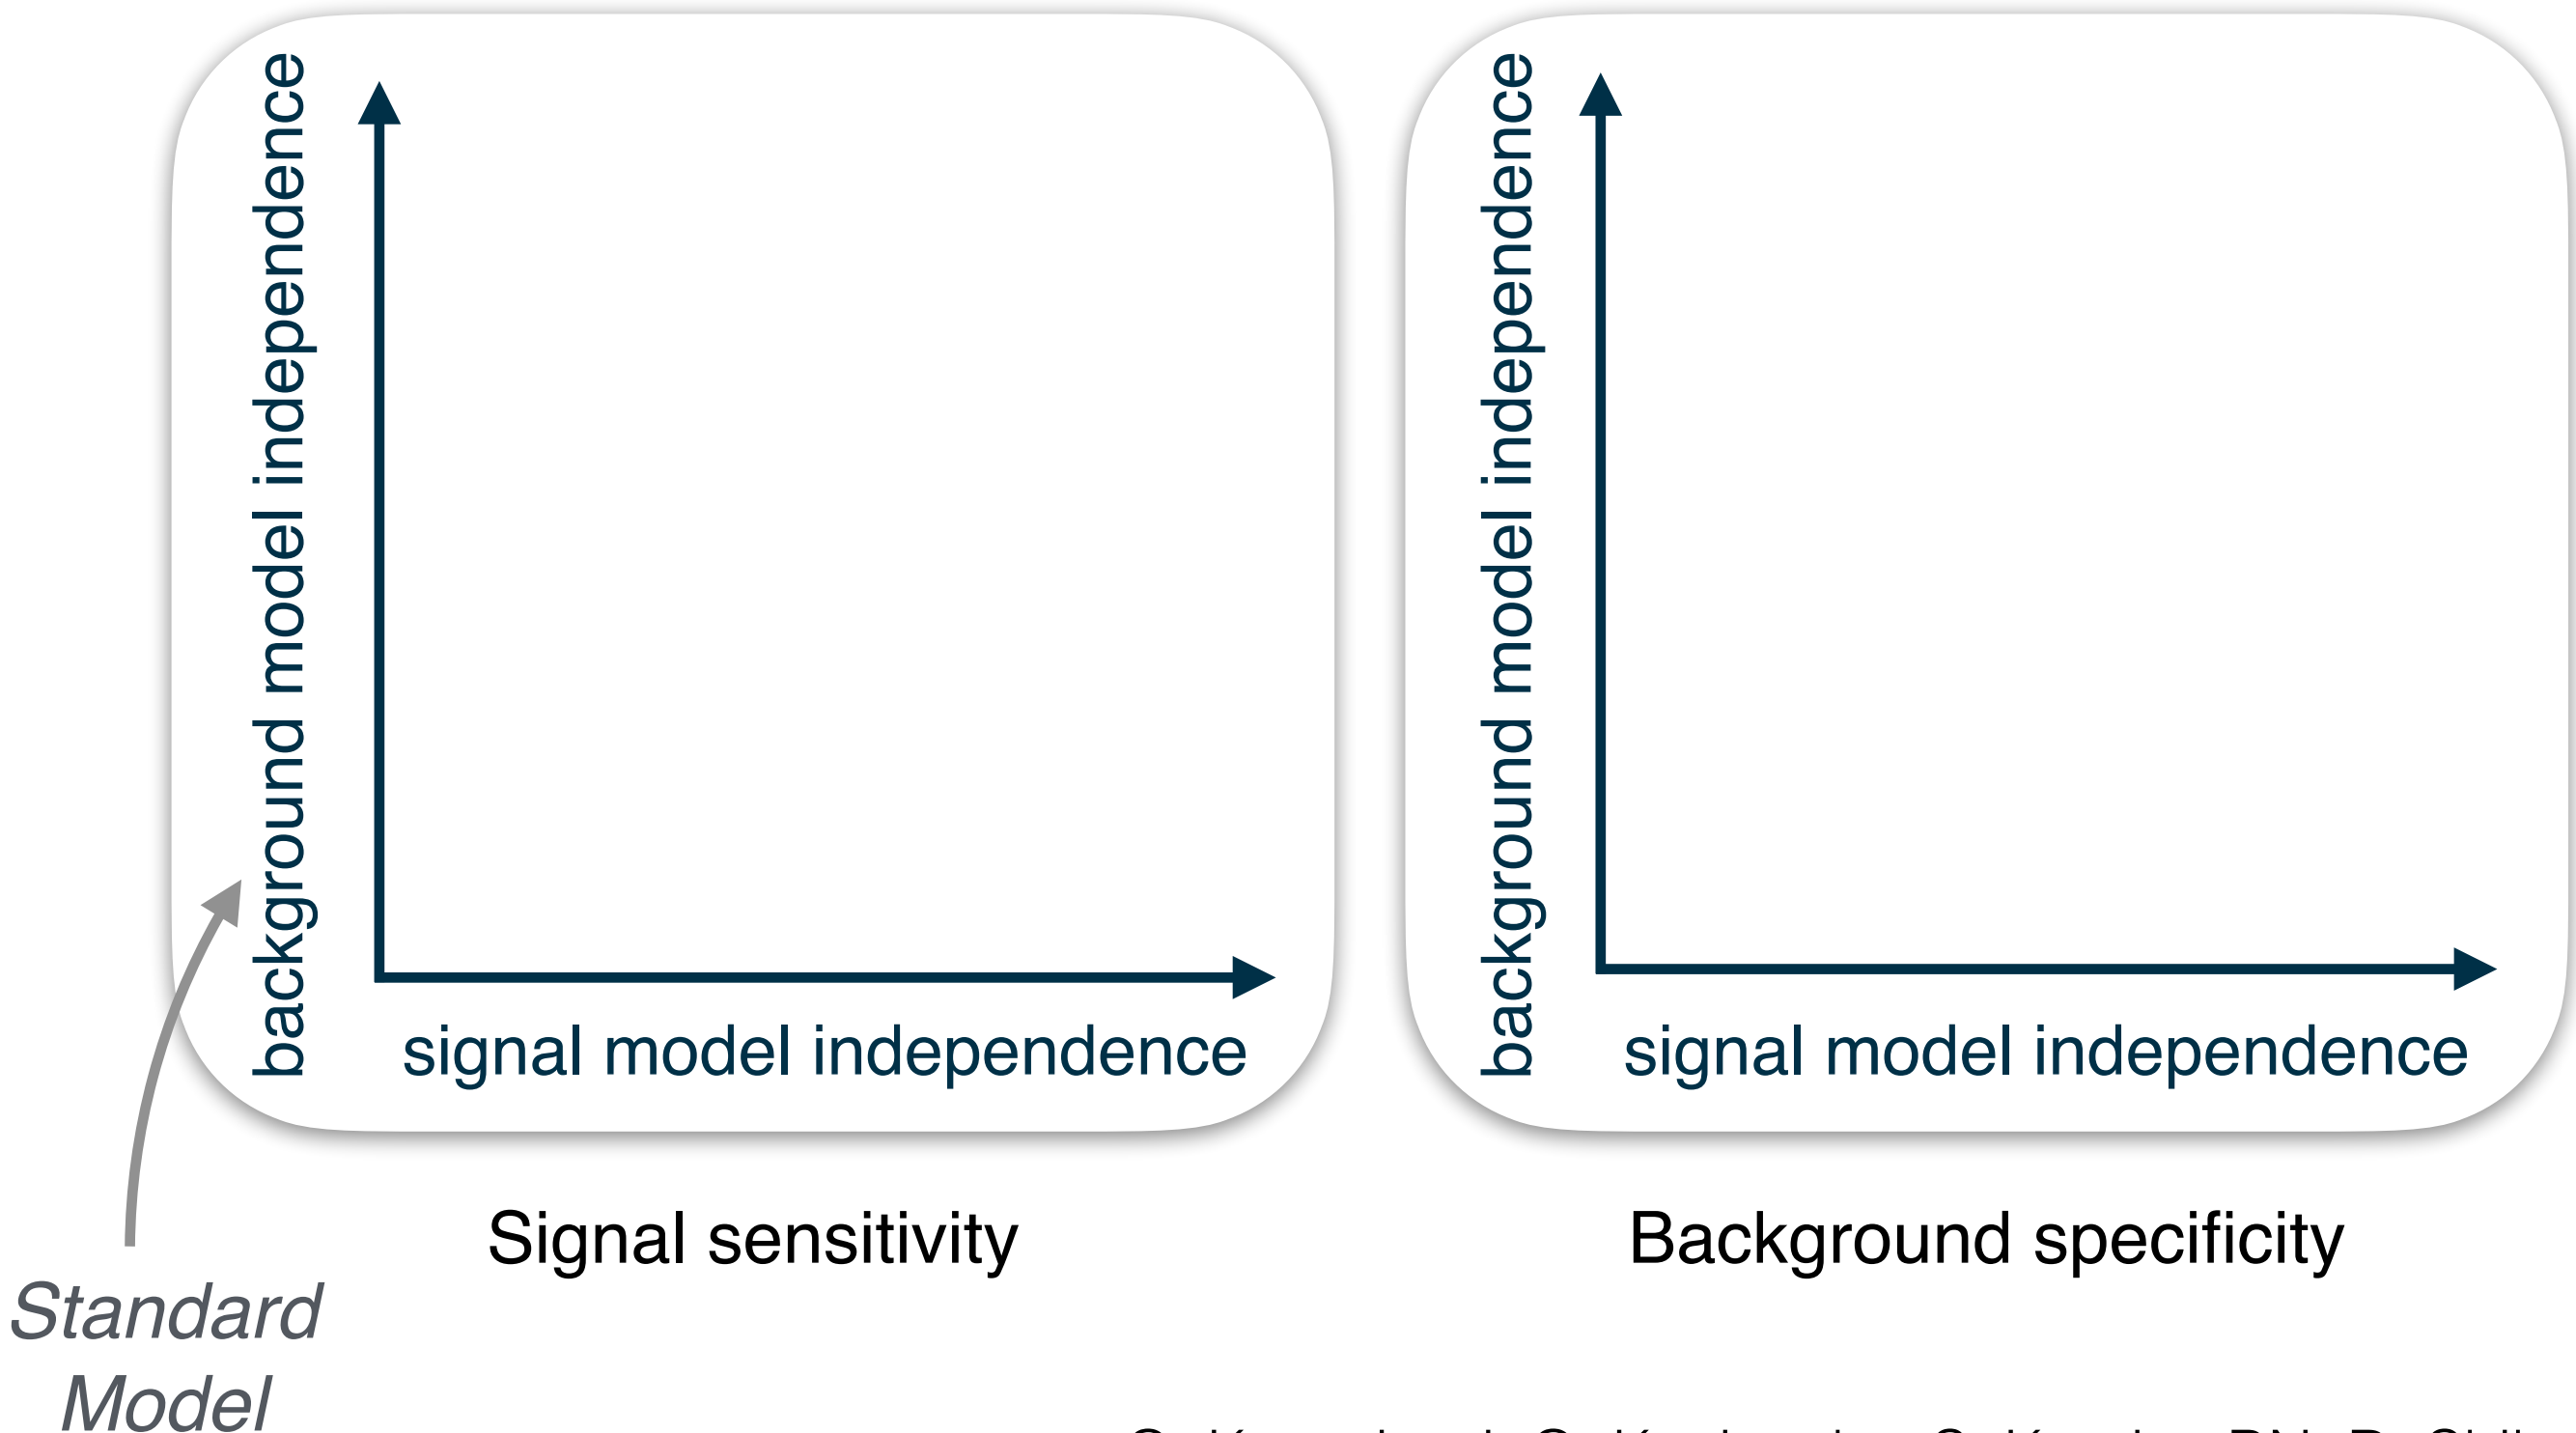 background model independence
signal model independence
Signal sensitivity
background model independence
signal model independence
Background specificity
Standard
Model